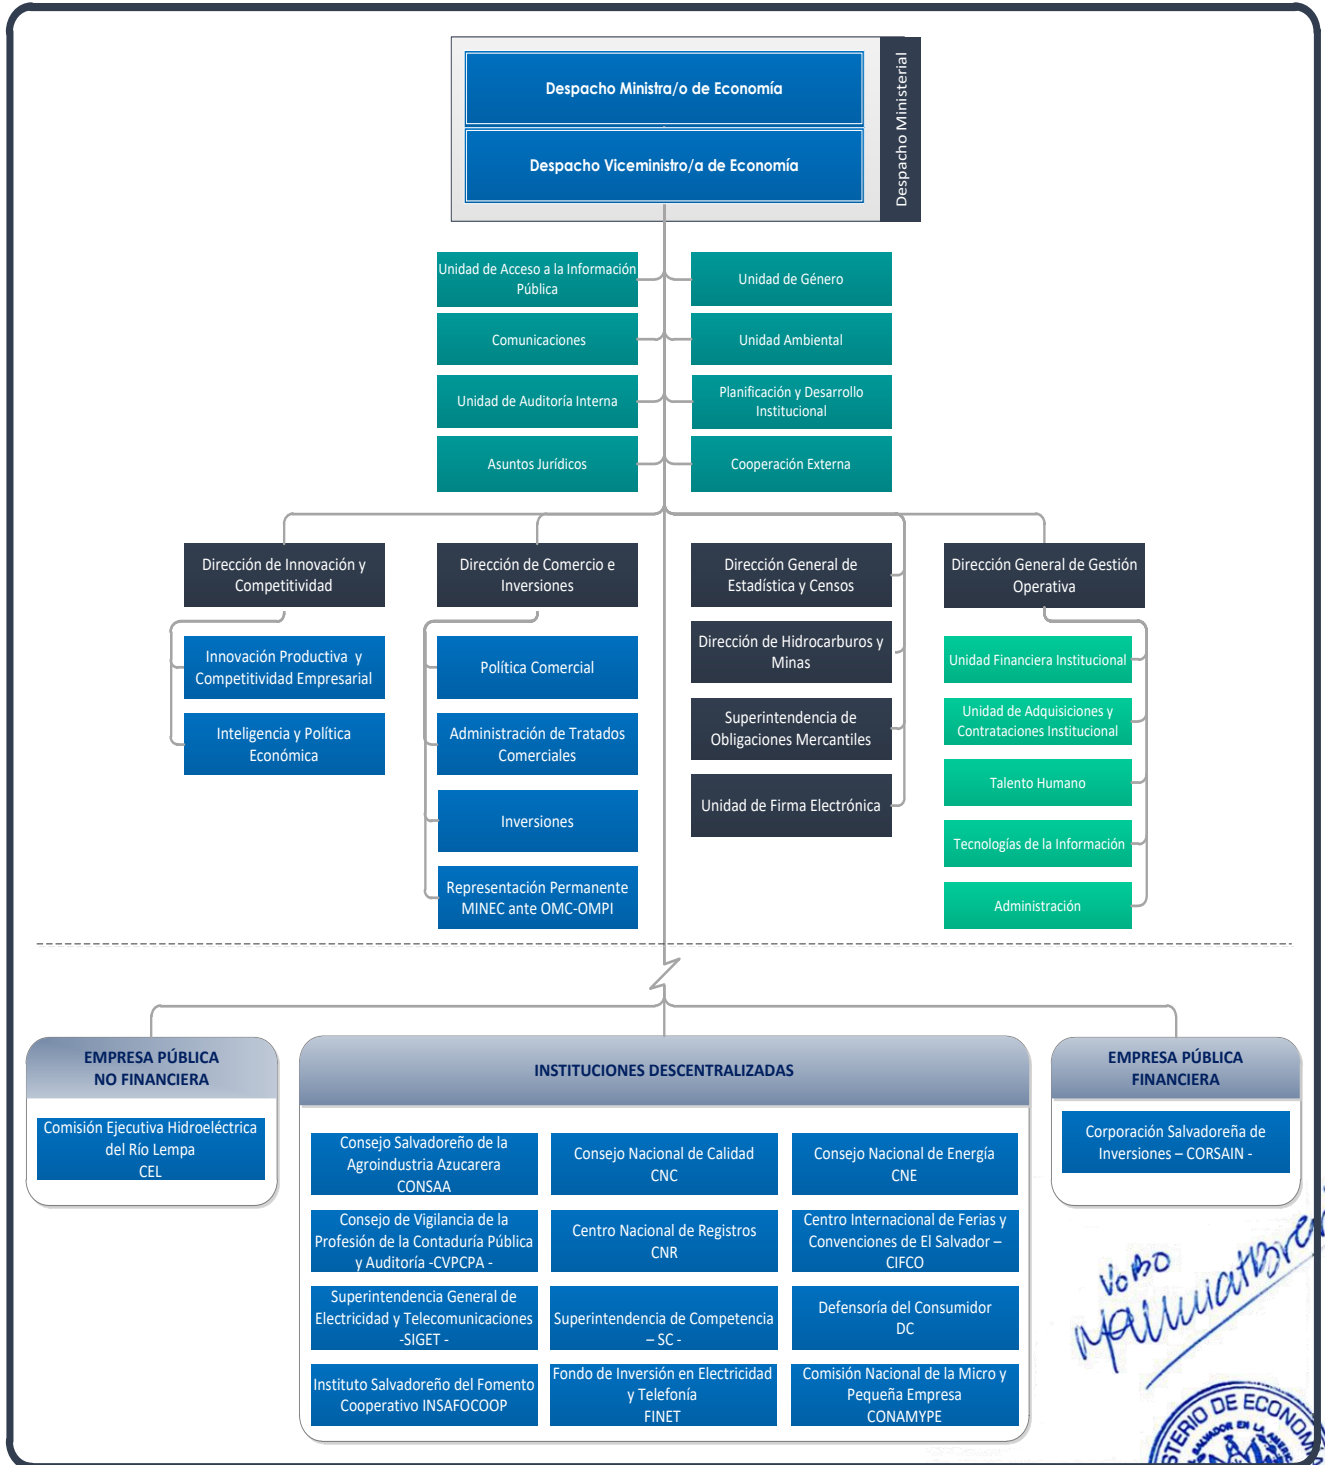 Despacho Ministra/o de Economía
Despacho Viceministro/a de Economía
Despacho Ministerial
Unidad de Acceso a la Información
Pública
Unidad de Género
Comunicaciones
Unidad Ambiental
Unidad de Auditoría Interna
Planificación y Desarrollo
Institucional
Asuntos Jurídicos
Cooperación Externa
Dirección de Innovación y
Competitividad
Innovación Productiva y
Competitividad Empresarial
Inteligencia y Política
Económica
Dirección de Comercio e
Inversiones
Política Comercial
Administración de Tratados
Comerciales
Inversiones
Representación Permanente
MINEC ante OMC-OMPI
Dirección General de
Estadística y Censos
Dirección de Hidrocarburos y
Minas
Superintendencia de
Obligaciones Mercantiles
Unidad de Firma Electrónica
Dirección General de Gestión
Operativa
Unidad Financiera Institucional
Unidad de Adquisiciones y
Contrataciones Institucional
Talento Humano
Tecnologías de la Información
Administración
EMPRESA PÚBLICA
NO FINANCIERA
Comisión Ejecutiva Hidroeléctrica
del Río Lempa
CEL
INSTITUCIONES DESCENTRALIZADAS
Consejo Salvadoreño de la
Agroindustria Azucarera
CONSAA
Consejo Nacional de Calidad
CNC
Consejo Nacional de Energía
CNE
Consejo de Vigilancia de la
Profesión de la Contaduría Pública
y Auditoría -CVPCPA -
Centro Nacional de Registros
CNR
Centro Internacional de Ferias y
Convenciones de El Salvador –
CIFCO
Superintendencia General de
Electricidad y Telecomunicaciones
-SIGET -
Superintendencia de Competencia
– SC -
Defensoría del Consumidor
DC
Instituto Salvadoreño del Fomento
Cooperativo INSAFOCOOP
Fondo de Inversión en Electricidad
y Telefonía
FINET
Comisión Nacional de la Micro y
Pequeña Empresa
CONAMYPE
EMPRESA PÚBLICA
FINANCIERA
Corporación Salvadoreña de
Inversiones – CORSAIN -
VoBo
DE ECONOM